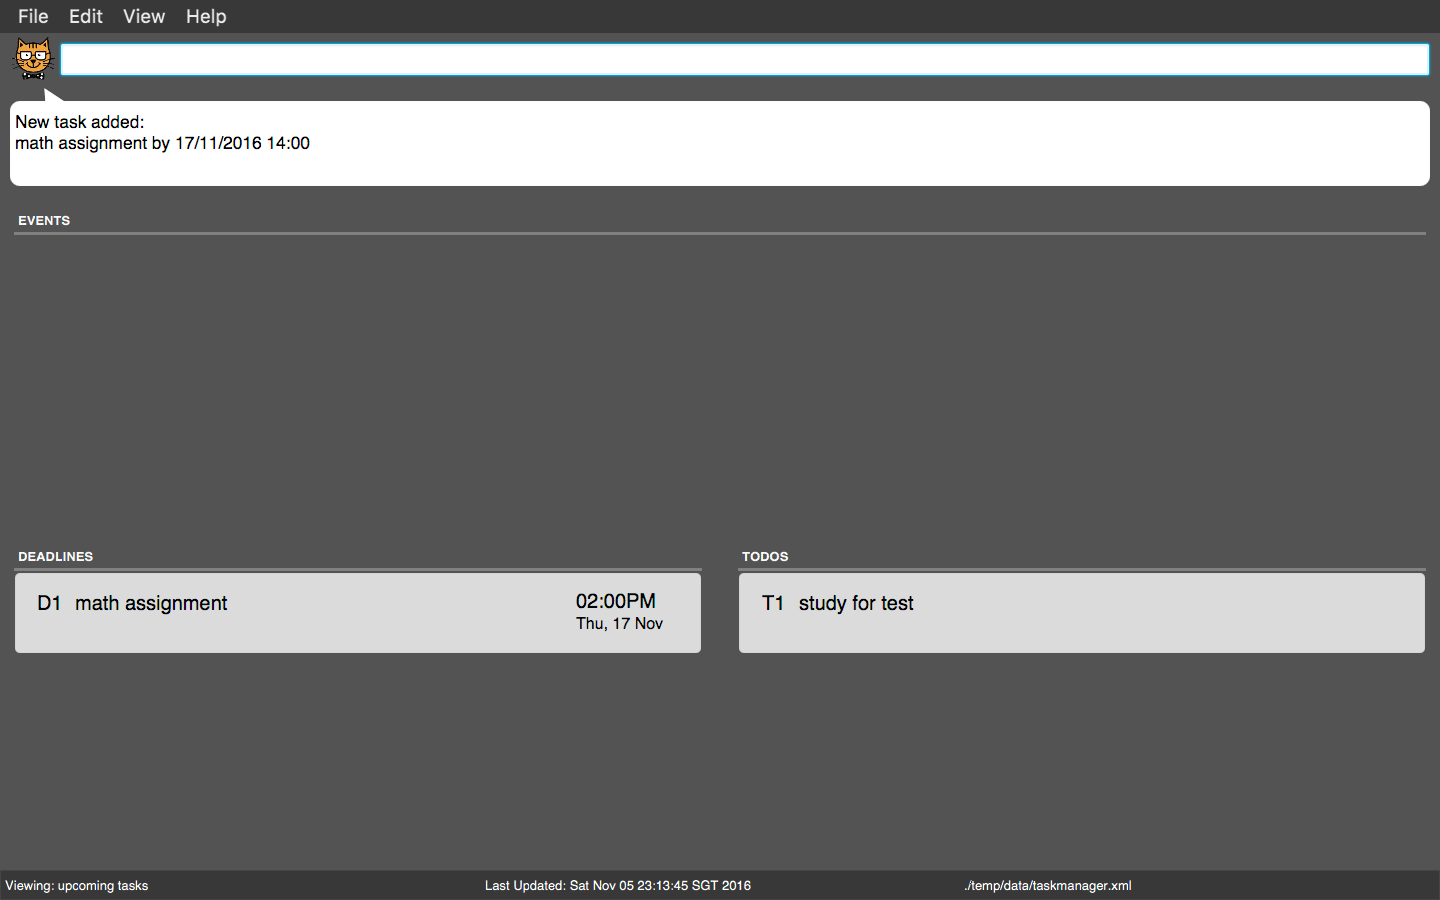 File Edit View Help
New task added:
math assignment by 17/11/2016 14:00
EVENTS
DEADLINES
D1 math assignment 02:00PM
Thu, 17 Nov
TODOS
T1 study for test
Viewing: upcoming tasks Last Updated: Sat Nov 05 23:13:45 SGT 2016 ./temp/data/taskmanager.xml